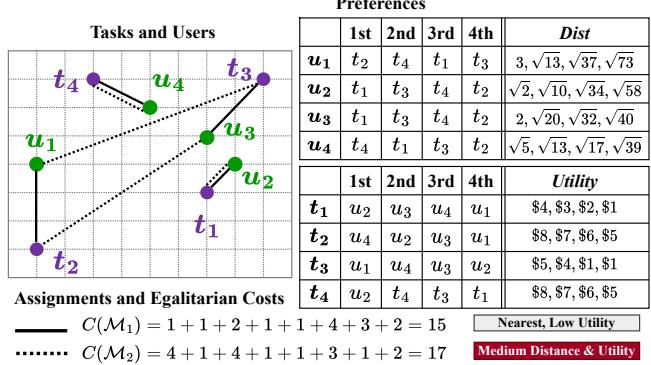 Preferences
Tasks and Users
t₄ u₄ t₃
u₁ u₃
u₂
t₁
t₂
1st 2nd 3rd 4th Dist
u₁ t₂ t₄ t₁ t₃ 3, √13, √37, √73
u₂ t₁ t₃ t₄ t₂ √2, √10, √34, √58
u₃ t₁ t₃ t₄ t₂ 2, √20, √32, √40
u₄ t₄ t₁ t₃ t₂ √5, √13, √17, √39
1st 2nd 3rd 4th Utility
t₁ u₂ u₃ u₄ u₁ $4, $3, $2, $1
t₂ u₄ u₂ u₃ u₁ $8, $7, $6, $5
t₃ u₁ u₄ u₃ u₂ $5, $4, $1, $1
t₄ u₂ t₄ t₃ t₁ $8, $7, $6, $5
Assignments and Egalitarian Costs
C(ℳ₁) = 1 + 1 + 2 + 1 + 1 + 4 + 3 + 2 = 15
C(ℳ₂) = 4 + 1 + 4 + 1 + 1 + 3 + 1 + 2 = 17
Nearest, Low Utility
Medium Distance & Utility